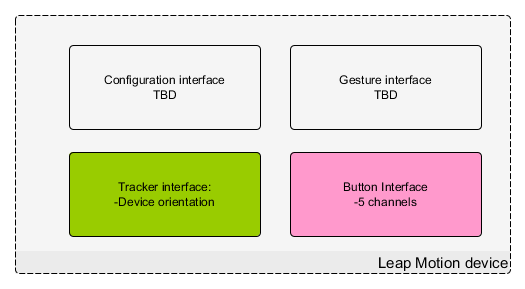 Configuration interface
TBD
Gesture interface
TBD
Tracker interface:
-Device orientation
Button Interface
-5 channels
Leap Motion device